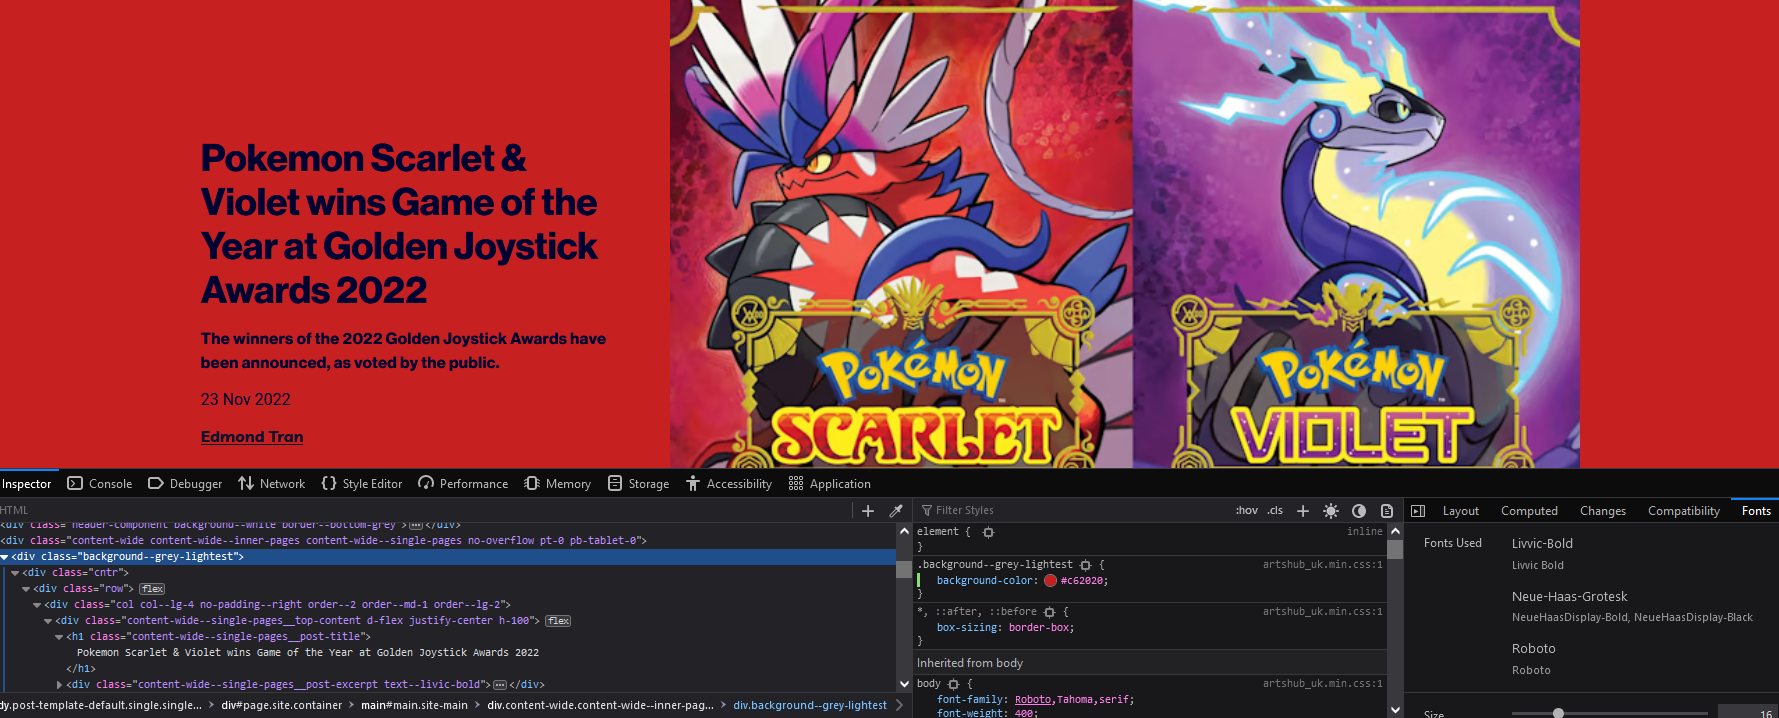 Pokemon Scarlet &
Violet wins Game of the
Year at Golden Joystick
Awards 2022
The winners of the 2022 Golden Joystick Awards have
been announced, as voted by the public.
23 Nov 2022
Edmond Tran
POKéMON
SCARLET
POKéMON
VIOLET
Inspector Console Debugger Network Style Editor Performance Memory Storage Accessibility Application
HTML
<div class="header-component background--white border--bottom-grey">…</div>
<div class="content-wide content-wide--inner-pages content-wide--single-pages no-overflow pt-0 pb-tablet-0">
<div class="background--grey-lightest">
<div class="cntr">
<div class="row"> flex
<div class="col col--lg-4 no-padding--right order--2 order--md-1 order--lg-2">
<div class="content-wide--single-pages__top-content d-flex justify-center h-100"> flex
<h1 class="content-wide--single-pages__post-title">
Pokemon Scarlet & Violet wins Game of the Year at Golden Joystick Awards 2022
</h1>
<div class="content-wide--single-pages__post-excerpt text--livic-bold">…</div>
dy.post-template-default.single.single... > div#page.site.container > main#main.site-main > div.content-wide.content-wide--inner-pag... > div.background--grey-lightest
Filter Styles :hov .cls
element { inline
}
.background--grey-lightest { artshub_uk.min.css:1
background-color: #c62020;
}
*, ::after, ::before { artshub_uk.min.css:1
box-sizing: border-box;
}
Inherited from body
body { artshub_uk.min.css:1
font-family: Roboto,Tahoma,serif;
font-weight: 400;
Layout Computed Changes Compatibility Fonts
Fonts Used Livvic-Bold
Livvic Bold
Neue-Haas-Grotesk
NeueHaasDisplay-Bold, NeueHaasDisplay-Black
Roboto
Roboto
Size 16